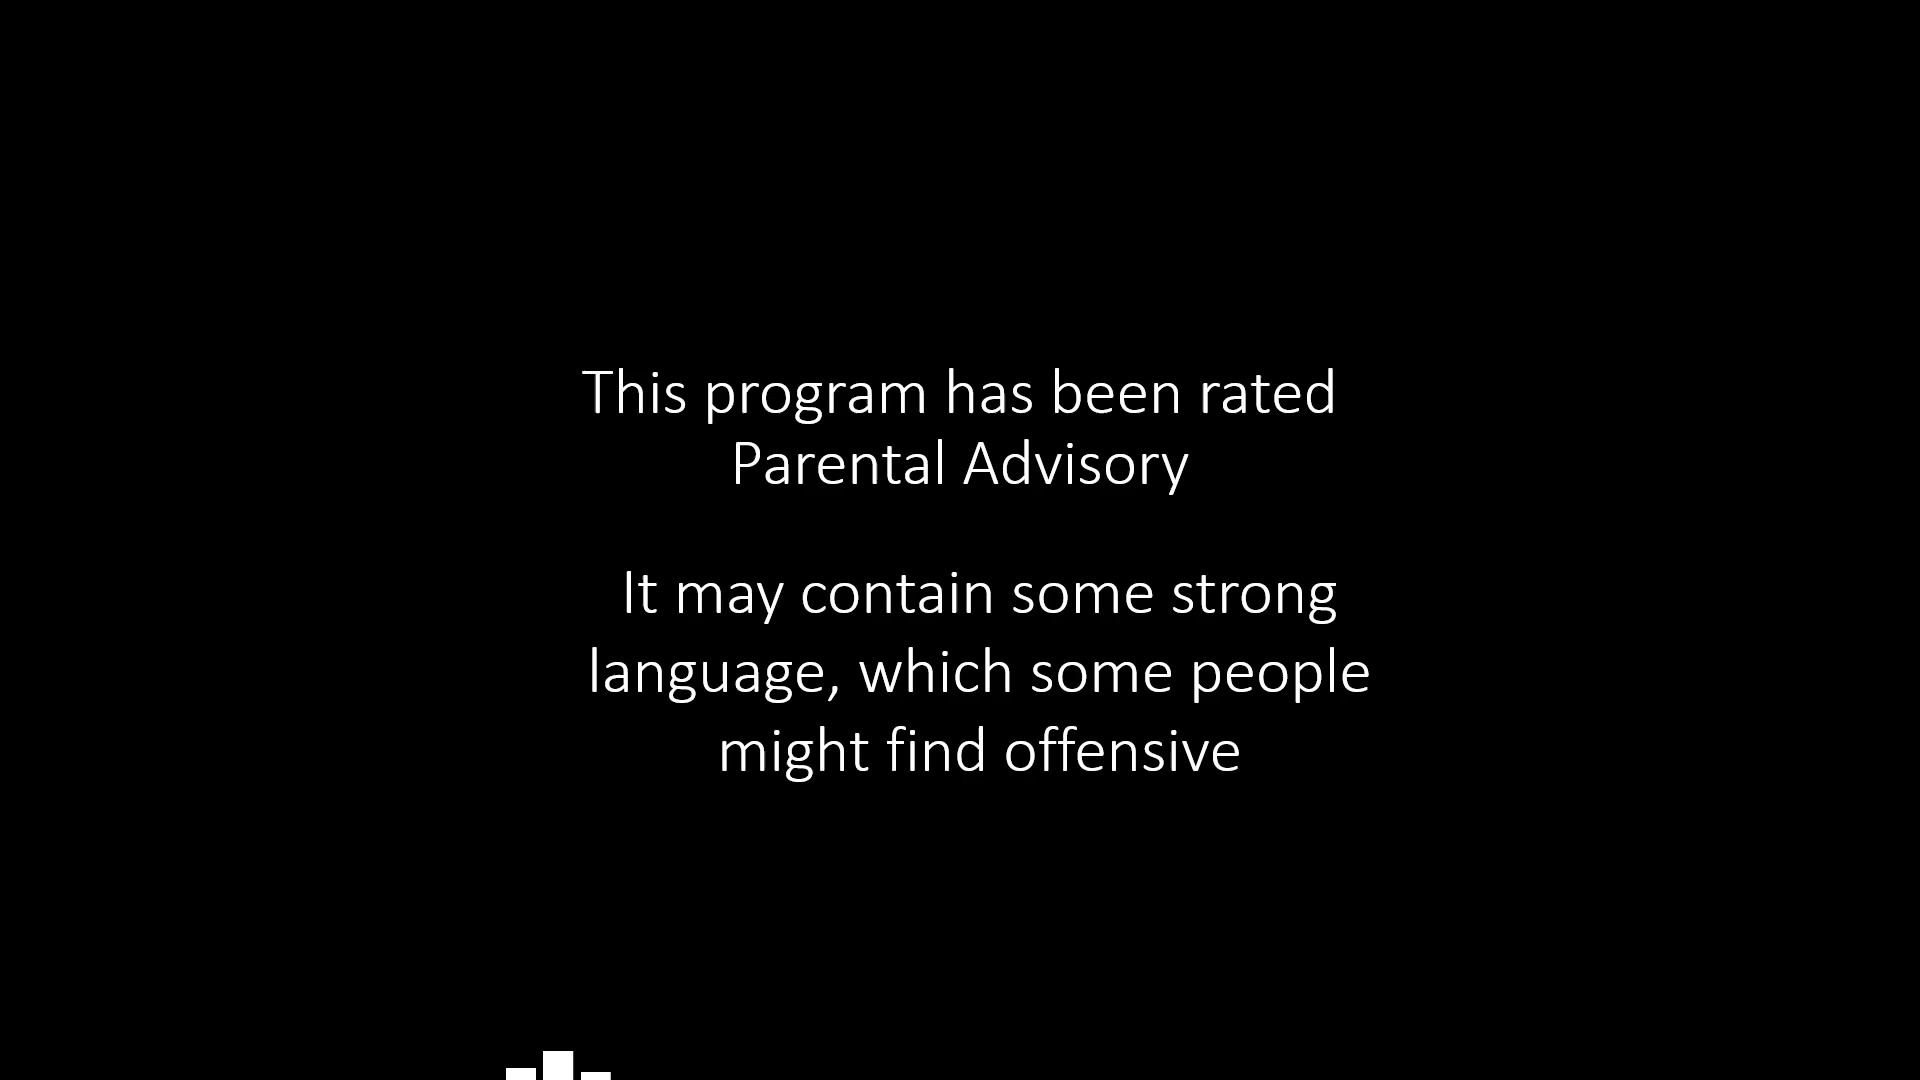 This program has been rated
Parental Advisory
It may contain some strong
language, which some people
might find offensive